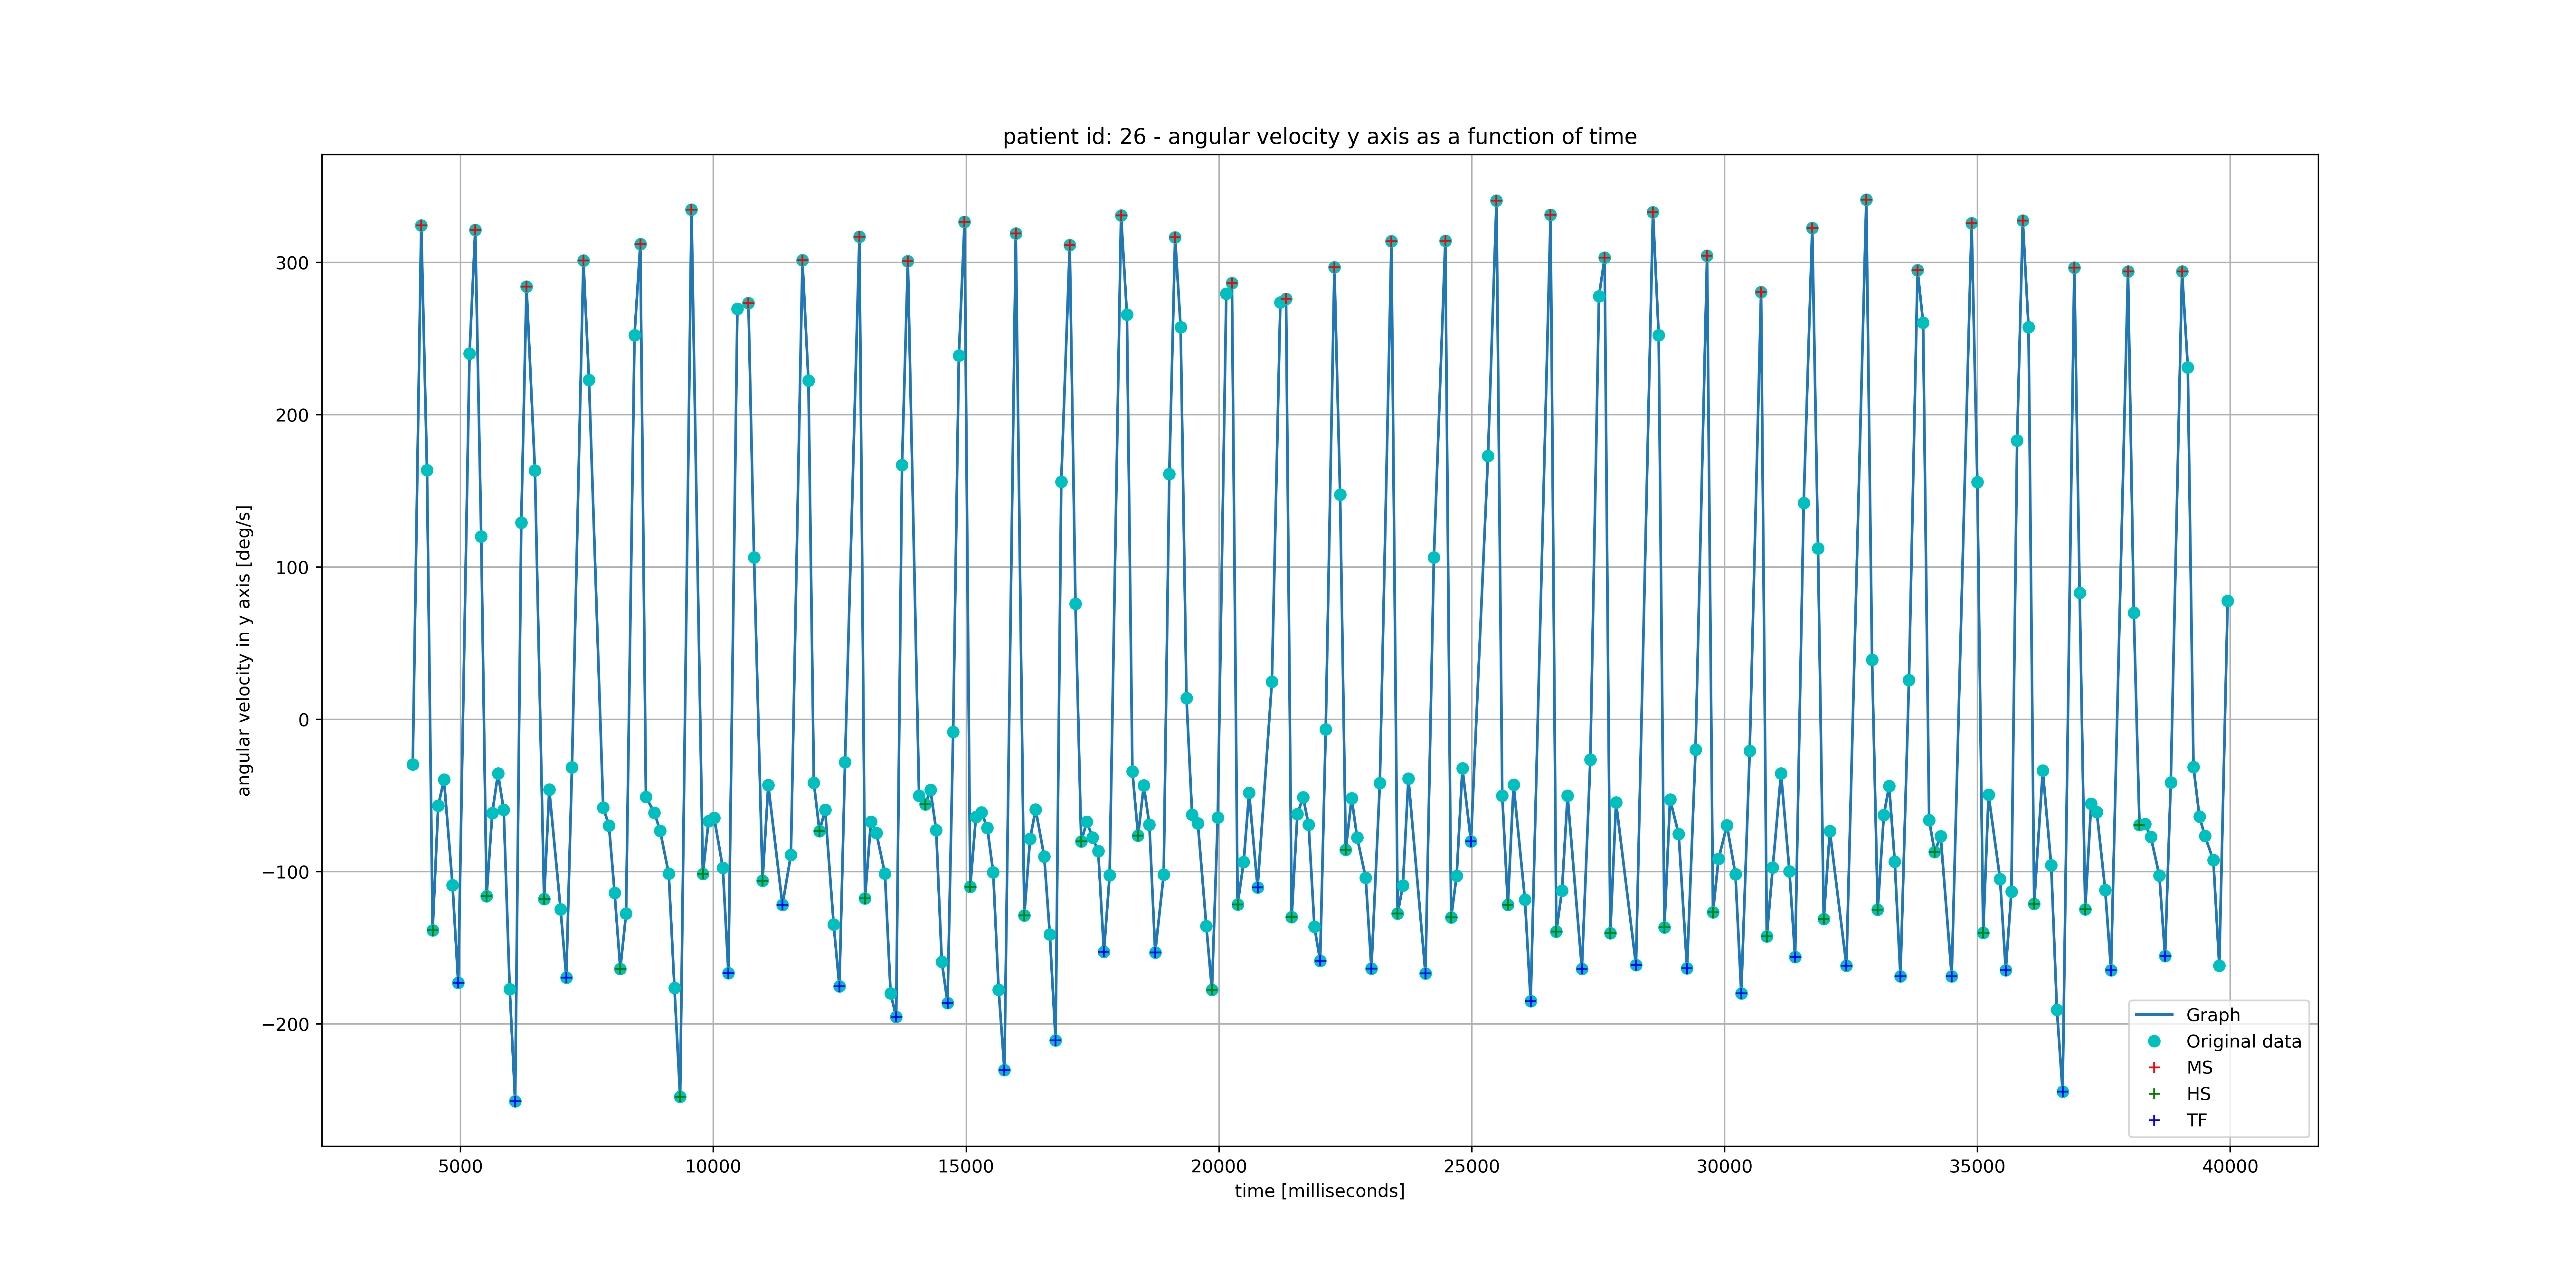 patient id: 26 - angular velocity y axis as a function of time
angular velocity in y axis [deg/s]
300
200
100
0
−100
−200
5000 10000 15000 20000 25000 30000 35000 40000
time [milliseconds]
Graph
Original data
MS
HS
TF